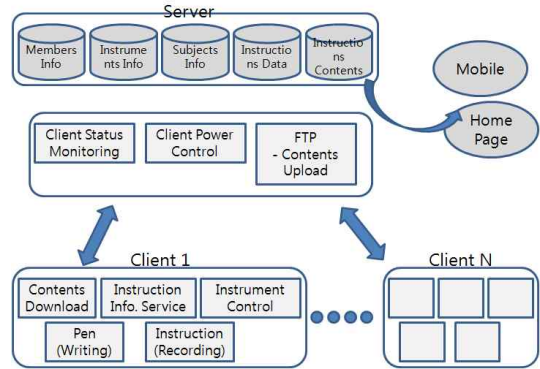 Server
Members
Info
Instrume
nts Info
Subjects
Info
Instructio
ns Data
Instructio
ns
Contents
Mobile
Home
Page
Client Status
Monitoring
Client Power
Control
FTP
- Contents
Upload
Client 1
Contents
Download
Instruction
Info. Service
Instrument
Control
Pen
(Writing)
Instruction
(Recording)
Client N